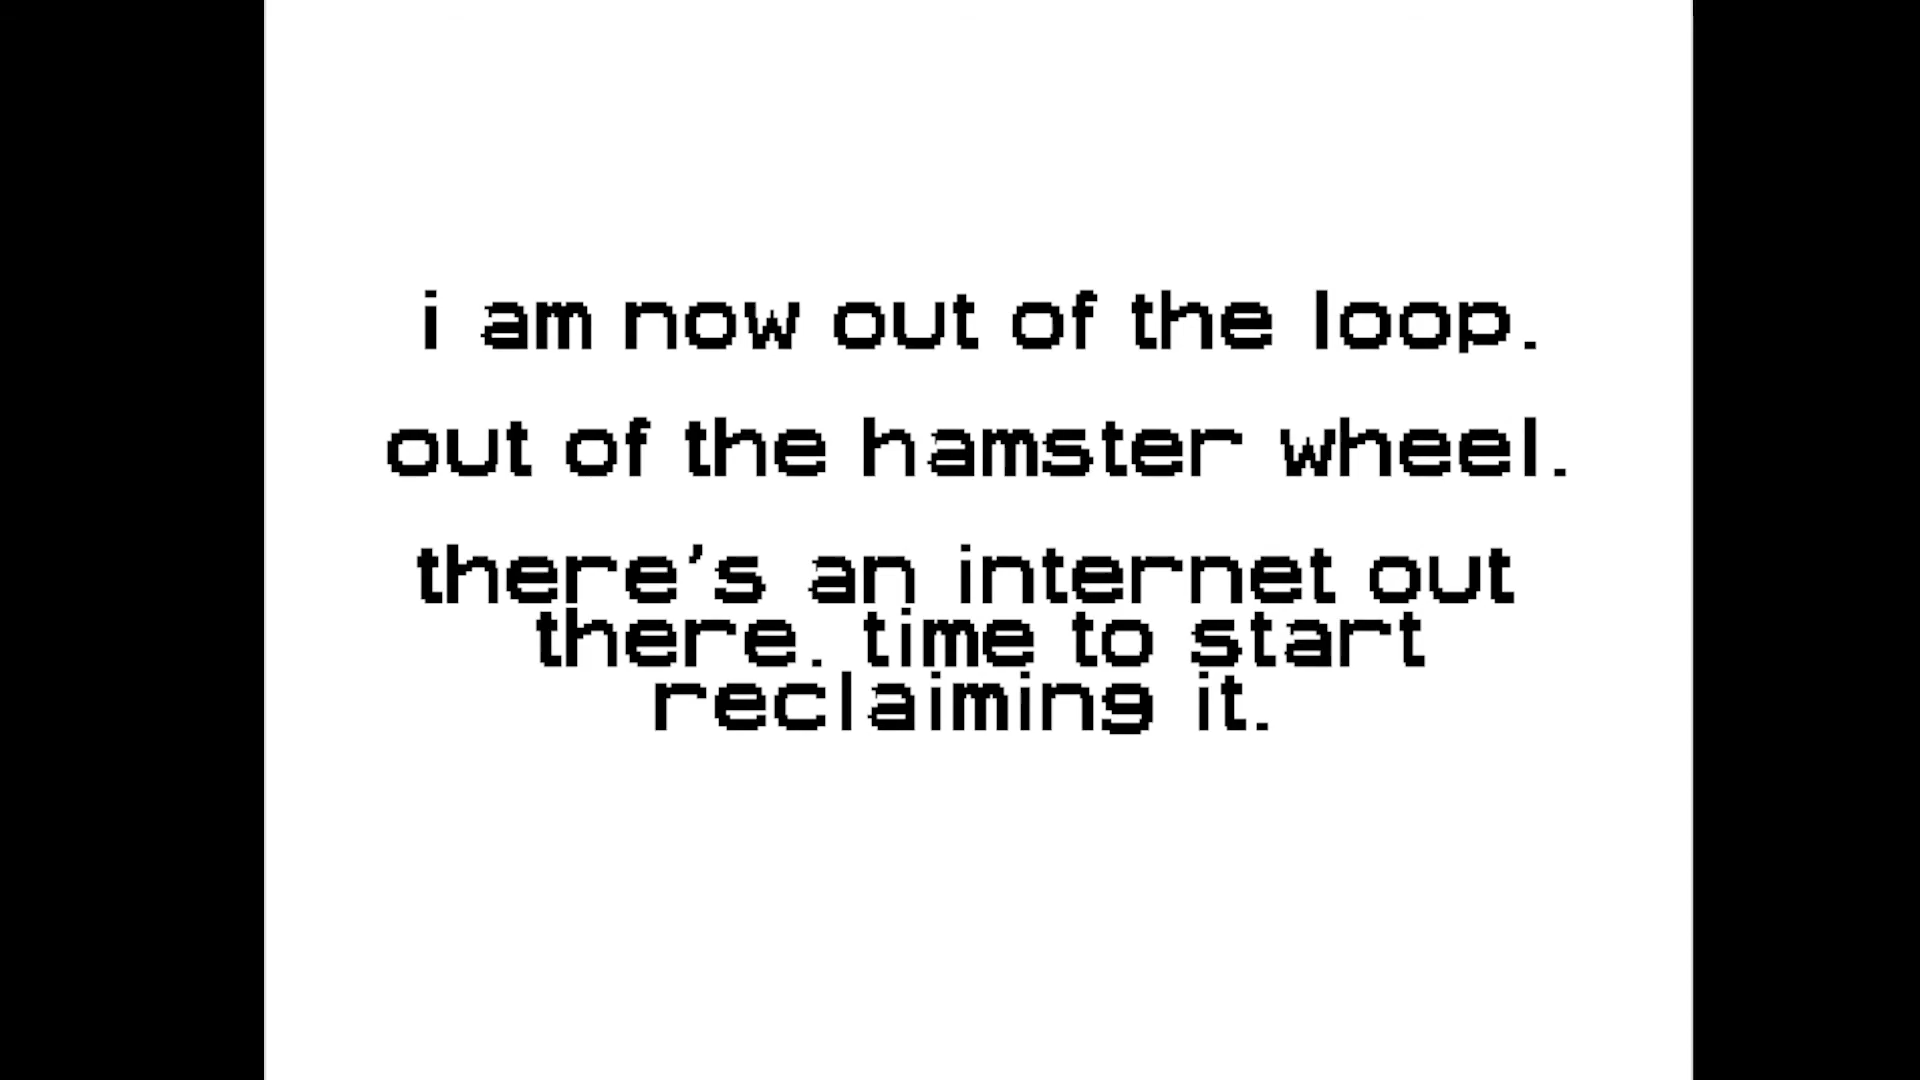 i am now out of the loop.
out of the hamster wheel.
there's an internet out
there. time to start
reclaiming it.